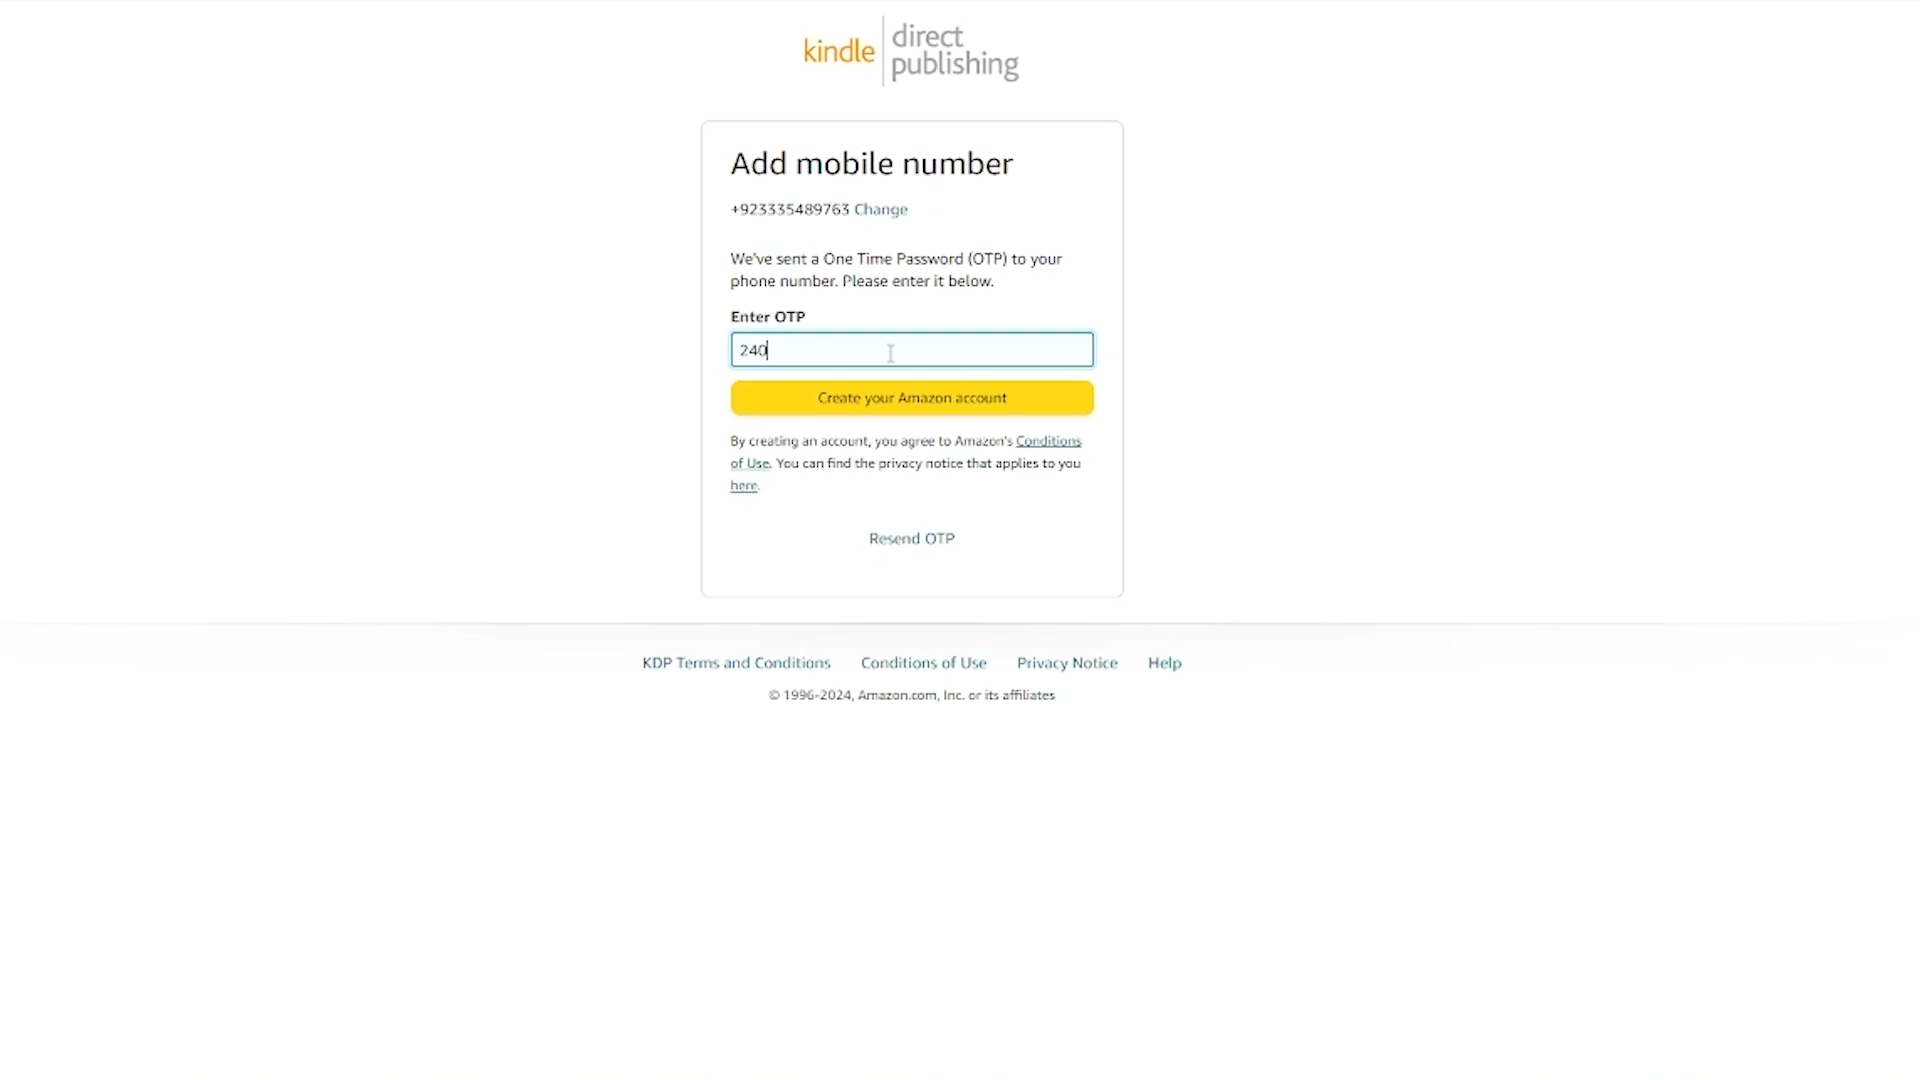 kindle
direct
publishing
Add mobile number
+923335489763 Change
We've sent a One Time Password (OTP) to your
phone number. Please enter it below.
Enter OTP
240
Create your Amazon account
By creating an account, you agree to Amazon's Conditions
of Use. You can find the privacy notice that applies to you
here.
Resend OTP
KDP Terms and Conditions Conditions of Use Privacy Notice Help
© 1996-2024, Amazon.com, Inc. or its affiliates